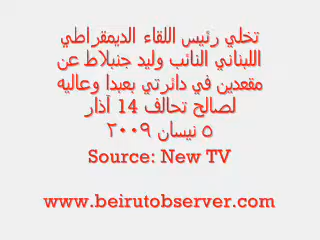 تخلي رئيس اللقاء الديمقراطي
اللبناني النائب وليد جنبلاط عن
مقعدين في دائرتي بعبدا وعاليه
لصالح تحالف 14 آذار
٥ نيسان ٢٠٠٩
Source: New TV
www.beirutobserver.com